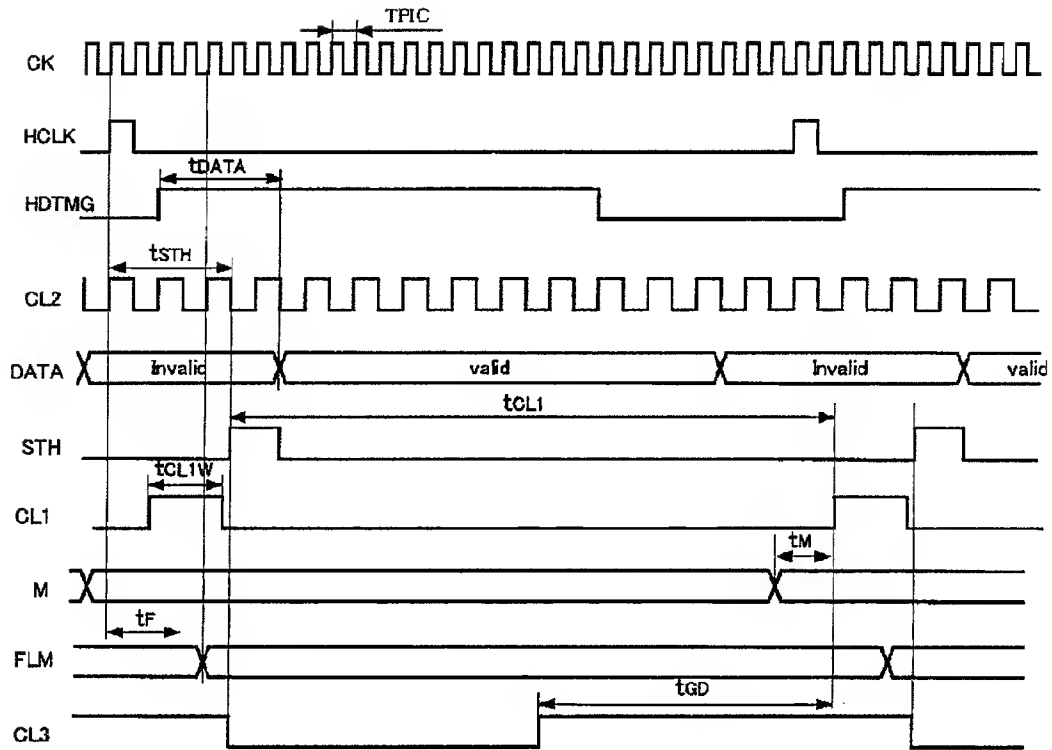 TPIC
CK
HCLK
tDATA
HDTMG
tSTH
CL2
DATA Invalid valid Invalid valid
tCL1
STH
tCL1W
CL1
tM
M
tF
FLM
tGD
CL3